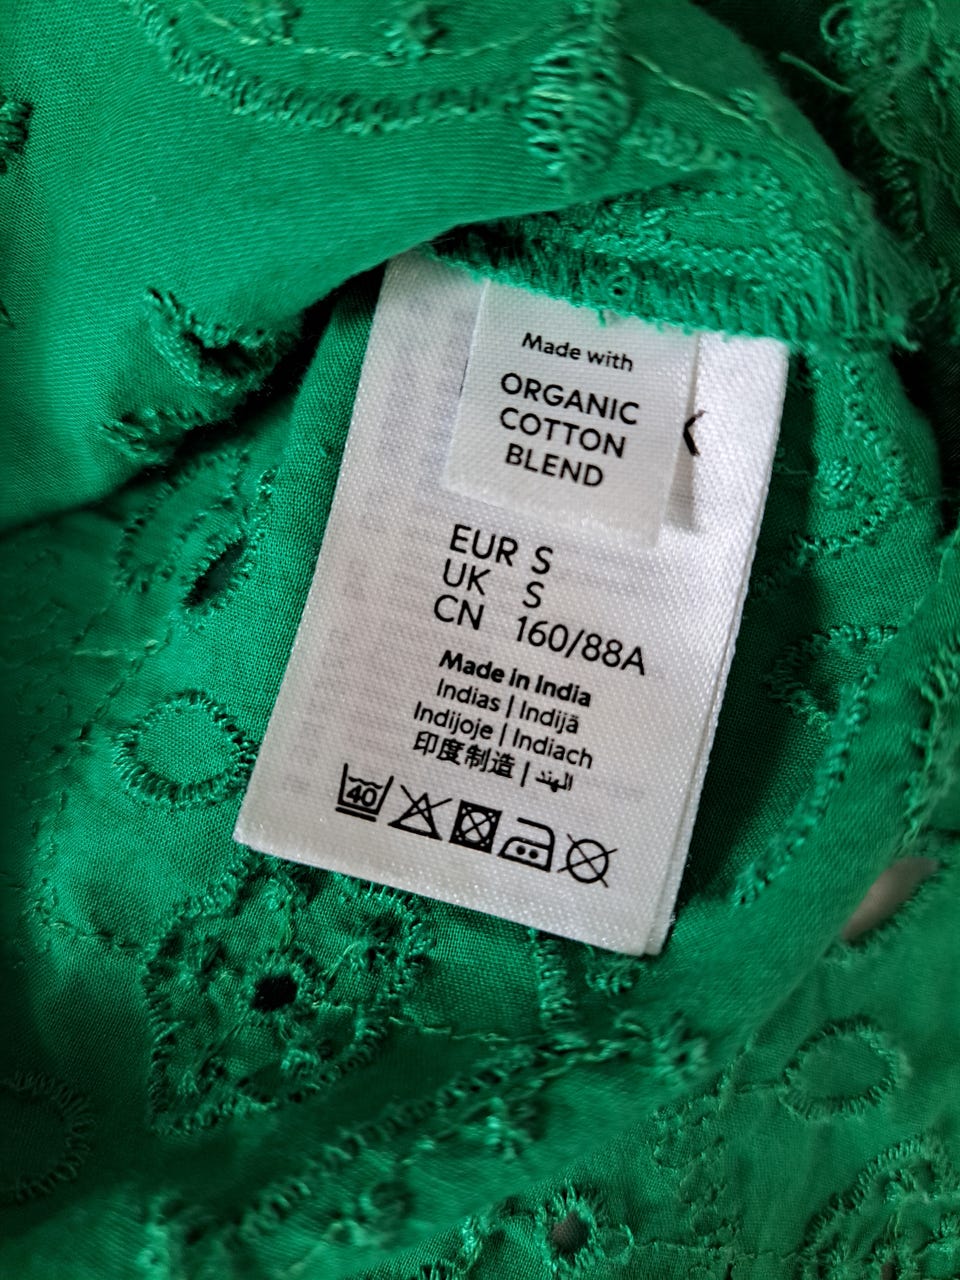 Made with
ORGANIC
COTTON
BLEND
EUR S
UK S
CN 160/88A
Made in India
Indias | Indijā
Indijoje | Indiach
印度制造 | الهند
40